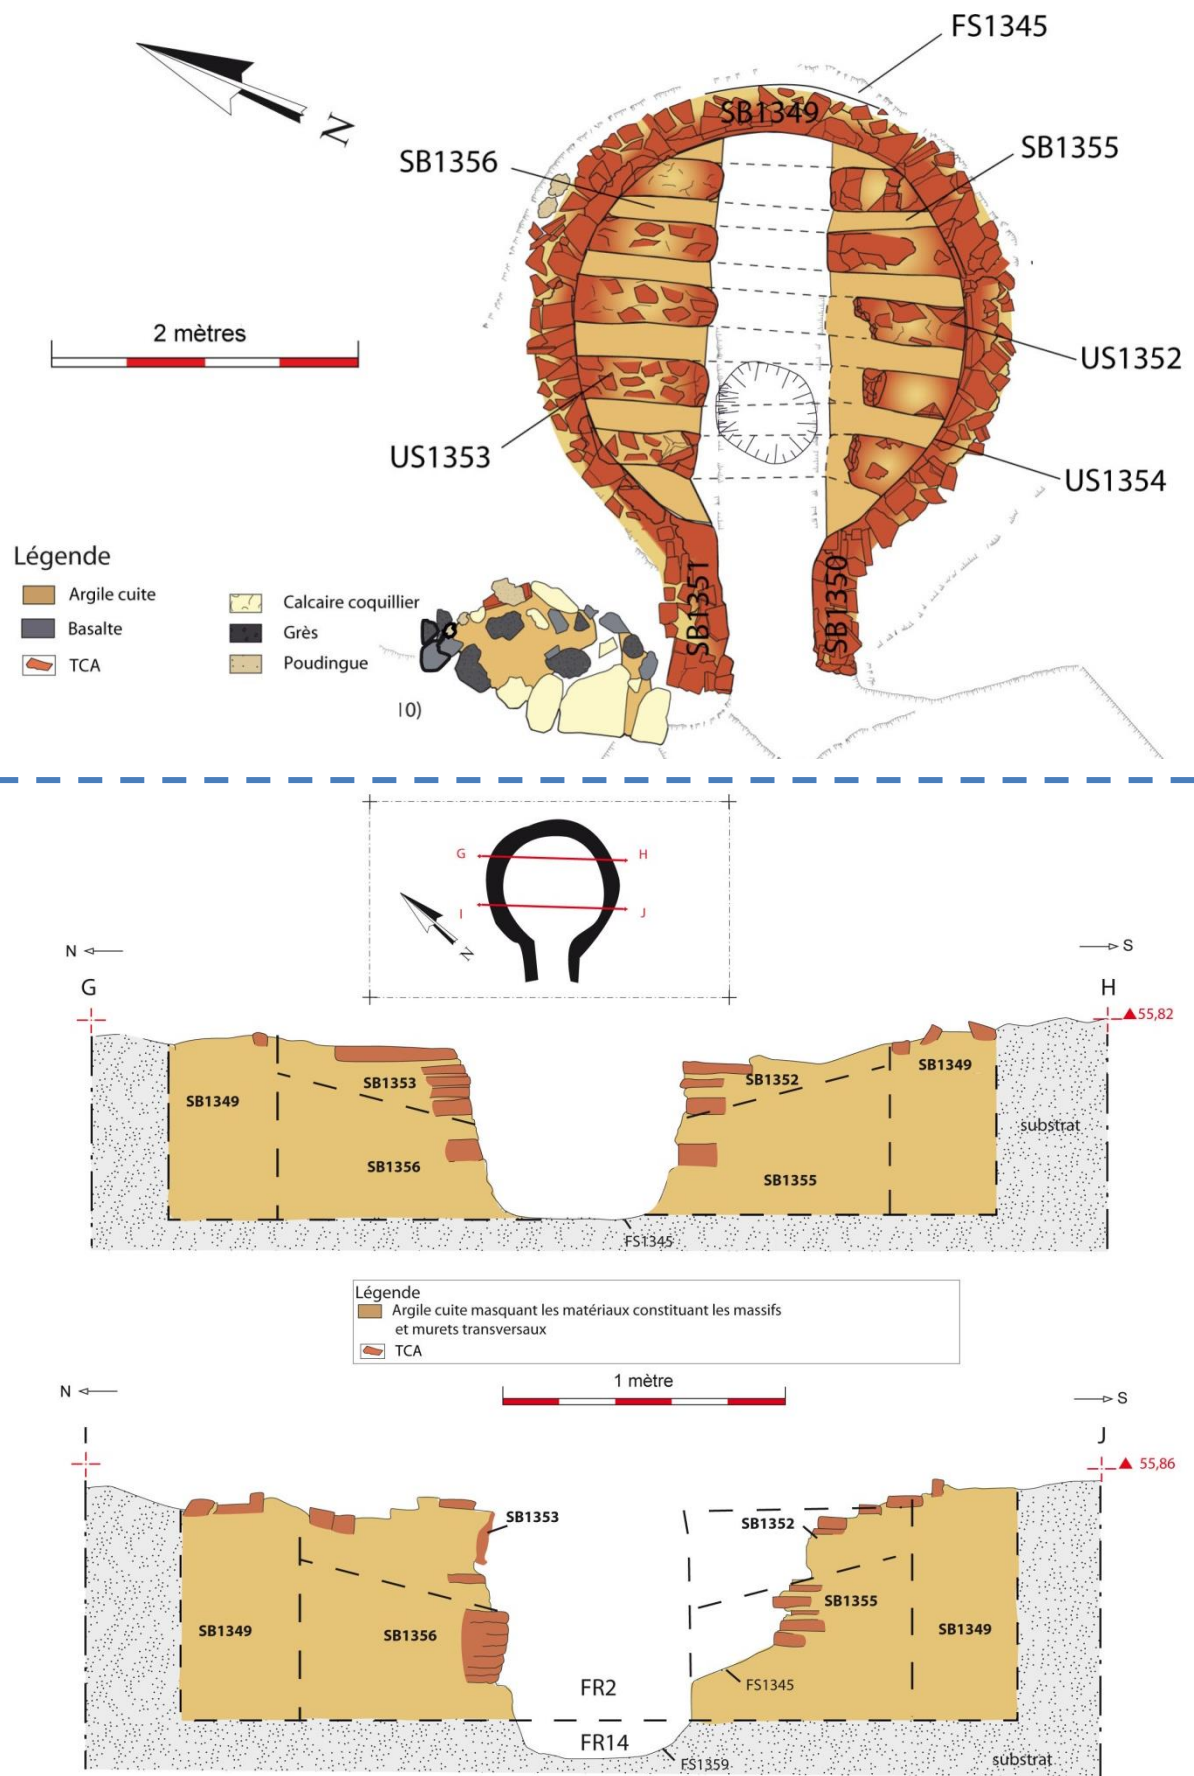 FS1345
SB1349
N
SB1356
SB1355
2 mètres
US1352
US1353
US1354
SB1351
SB1350
Légende
Argile cuite
Basalte
TCA
Calcaire coquillier
Grès
Poudingue
10)
G
H
I
J
N
N
S
G
H
55,82
SB1353
SB1352
SB1349
SB1349
substrat
SB1356
SB1355
FS1345
Légende
Argile cuite masquant les matériaux constituant les massifs
et murets transversaux
TCA
1 mètre
N
S
I
J
55,86
SB1353
SB1352
SB1355
SB1349
SB1356
SB1349
FS1345
FR2
FR14
FS1359
substrat